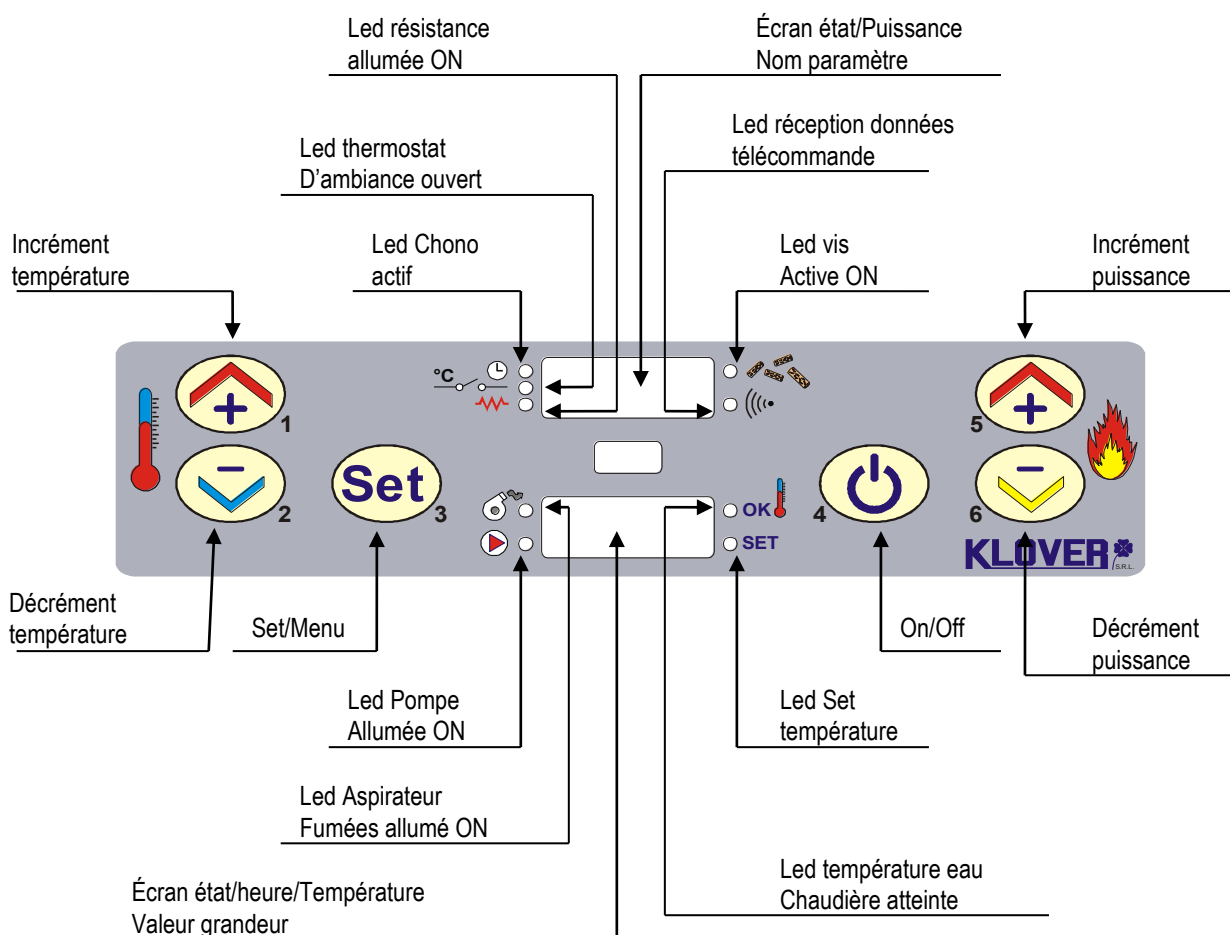 Led résistance
allumée ON
Écran état/Puissance
Nom paramètre
Led thermostat
D'ambiance ouvert
Led réception données
télécommande
Incrément
température
Led Chono
actif
Led vis
Active ON
Incrément
puissance
°C
+
1
+
5
−
2
Set
3
OK
SET
4
−
6
KLOVER
S.R.L.
Décrément
température
Set/Menu
On/Off
Décrément
puissance
Led Pompe
Allumée ON
Led Set
température
Led Aspirateur
Fumées allumé ON
Led température eau
Chaudière atteinte
Écran état/heure/Température
Valeur grandeur